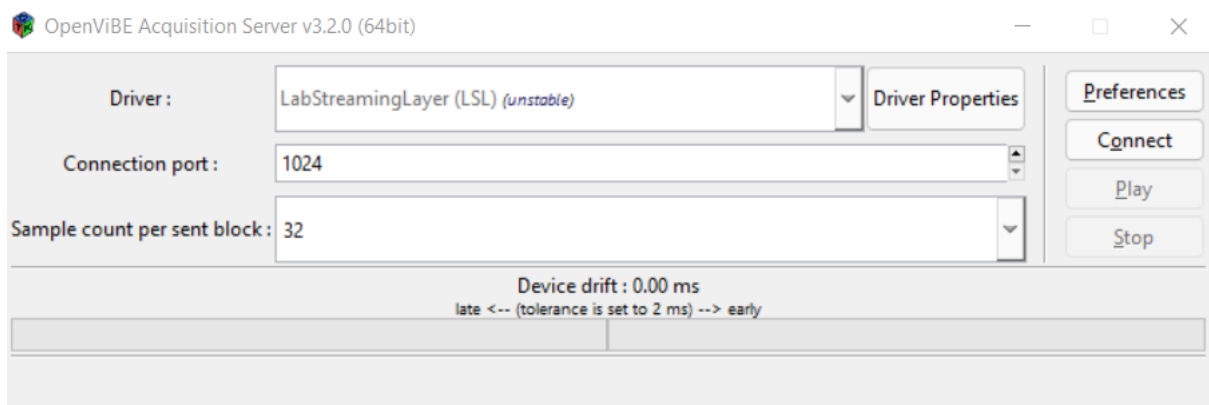 OpenViBE Acquisition Server v3.2.0 (64bit)
Driver : LabStreamingLayer (LSL) (unstable) Driver Properties
Preferences
Connect
Connection port : 1024
Play
Sample count per sent block : 32
Stop
Device drift : 0.00 ms
late <-- (tolerance is set to 2 ms) --> early